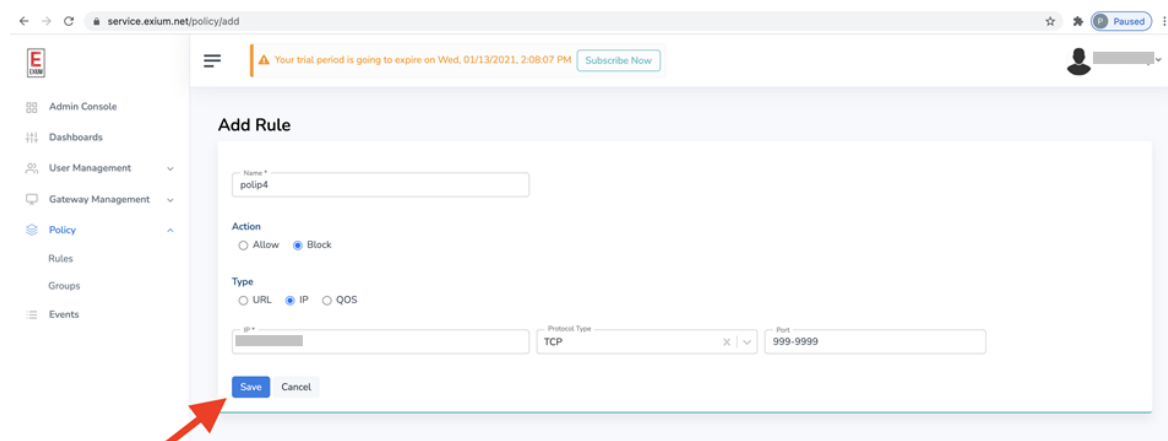 service.exium.net/policy/add
P Paused
E
EXIUM
Your trial period is going to expire on Wed, 01/13/2021, 2:08:07 PM Subscribe Now
Admin Console
Dashboards
User Management
Gateway Management
Policy
Rules
Groups
Events
Add Rule
Name *
polip4
Action
Allow Block
Type
URL IP QOS
IP * Protocol Type Port
TCP 999-9999
Save Cancel